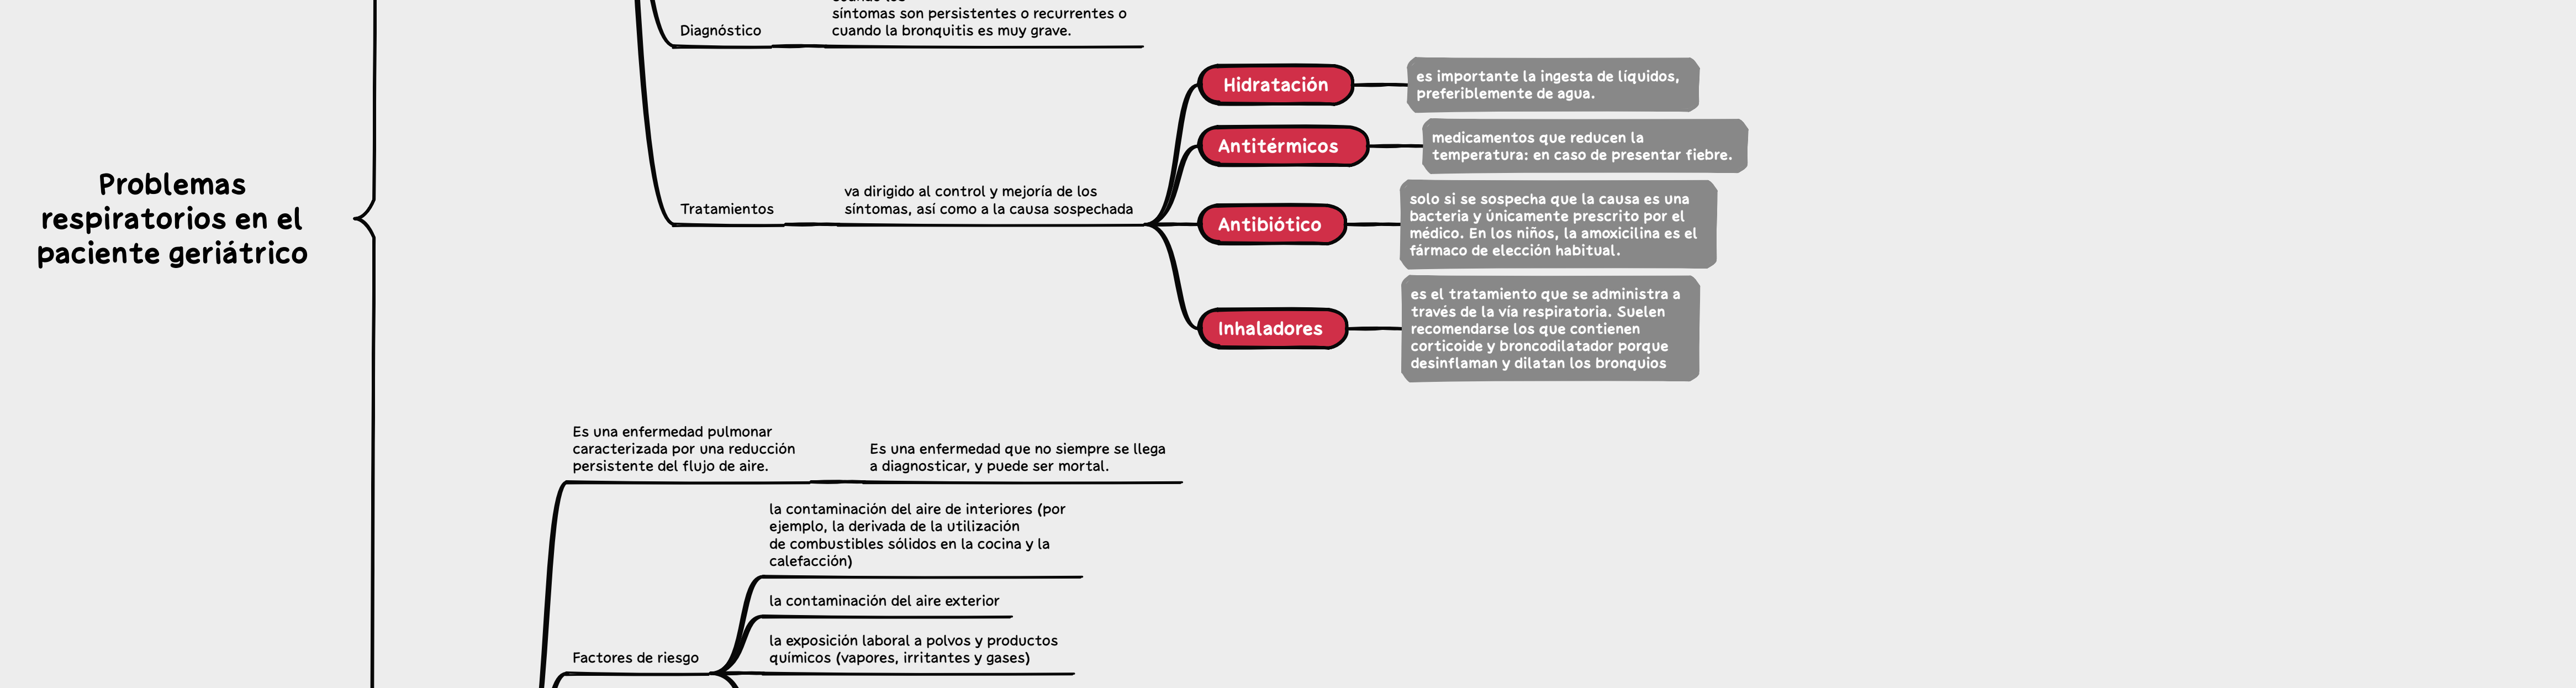 Problemas
respiratorios en el
paciente geriátrico
síntomas son persistentes o recurrentes o
cuando la bronquitis es muy grave.
Diagnóstico
Tratamientos
va dirigido al control y mejoría de los
síntomas, así como a la causa sospechada
Hidratación
es importante la ingesta de líquidos,
preferiblemente de agua.
Antitérmicos
medicamentos que reducen la
temperatura: en caso de presentar fiebre.
Antibiótico
solo si se sospecha que la causa es una
bacteria y únicamente prescrito por el
médico. En los niños, la amoxicilina es el
fármaco de elección habitual.
Inhaladores
es el tratamiento que se administra a
través de la vía respiratoria. Suelen
recomendarse los que contienen
corticoide y broncodilatador porque
desinflaman y dilatan los bronquios
Es una enfermedad pulmonar
caracterizada por una reducción
persistente del flujo de aire.
Es una enfermedad que no siempre se llega
a diagnosticar, y puede ser mortal.
Factores de riesgo
la contaminación del aire de interiores (por
ejemplo, la derivada de la utilización
de combustibles sólidos en la cocina y la
calefacción)
la contaminación del aire exterior
la exposición laboral a polvos y productos
químicos (vapores, irritantes y gases)